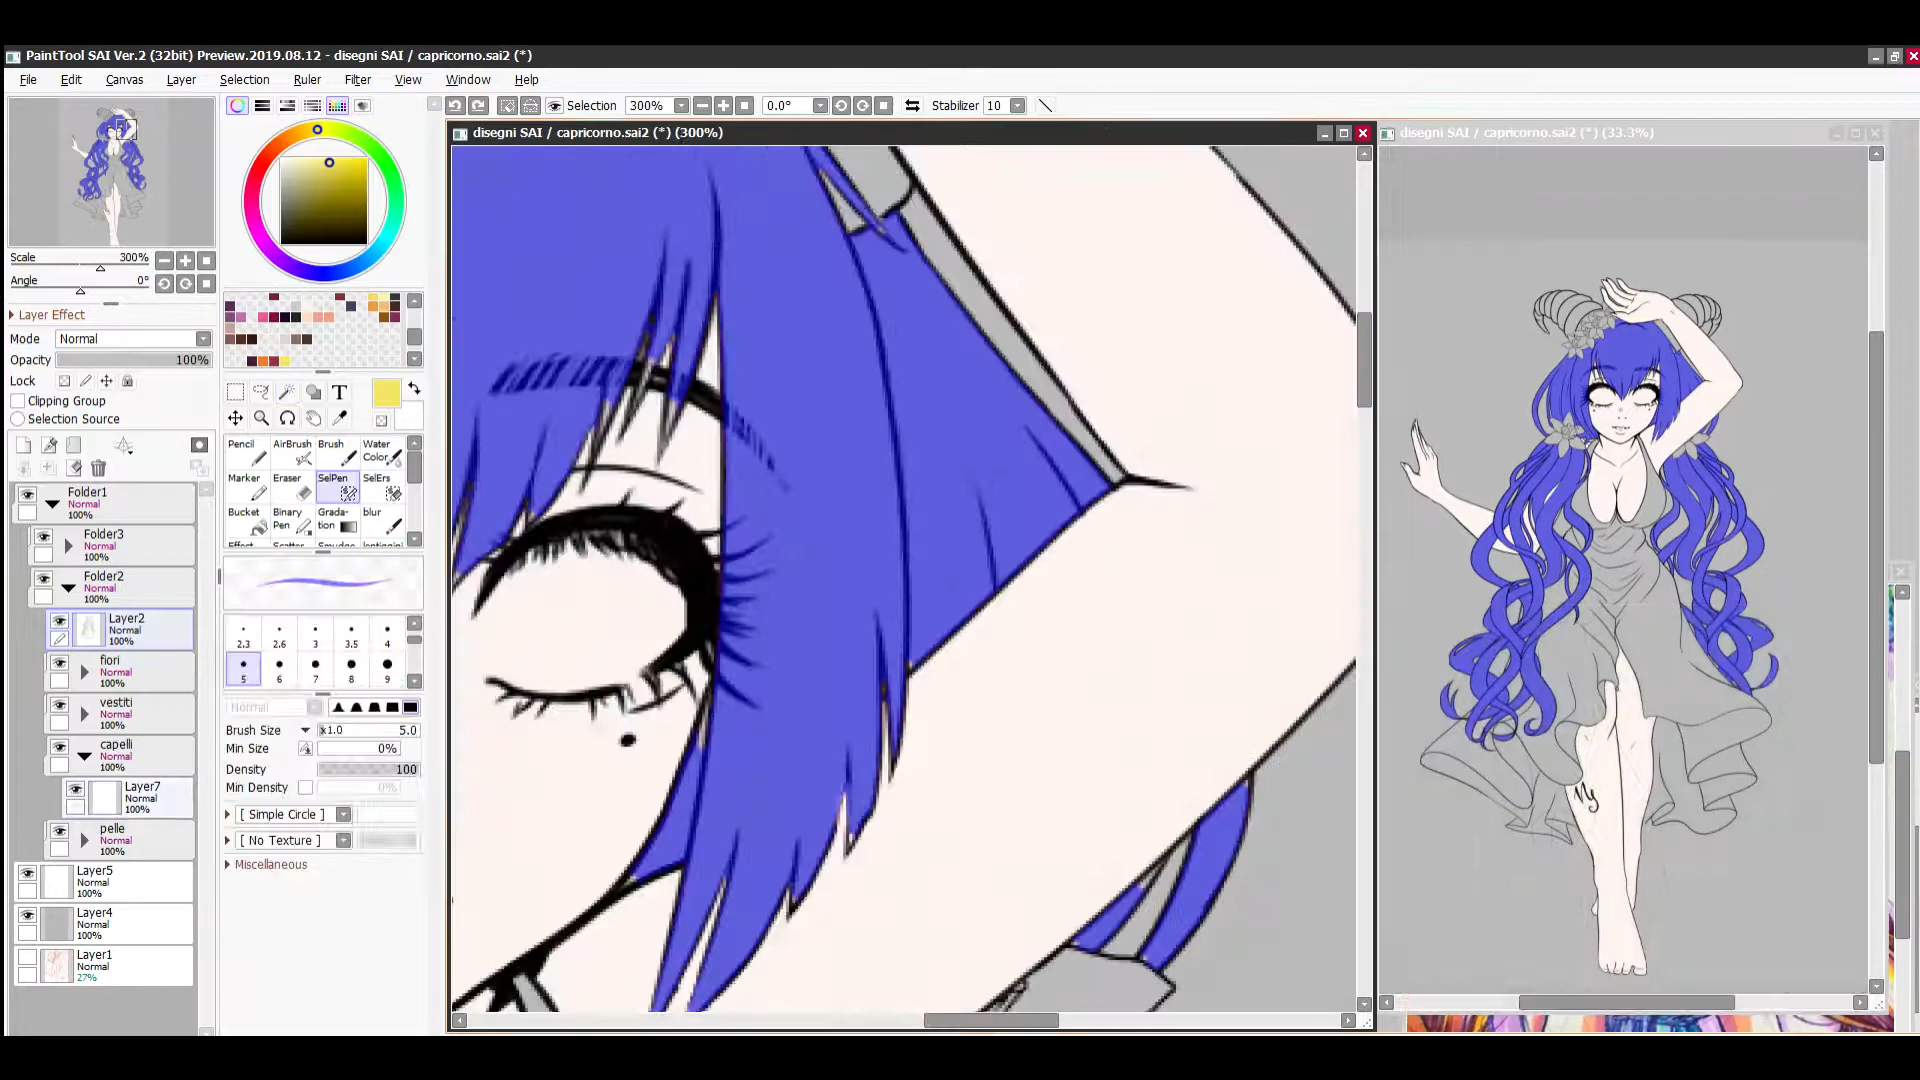 PaintTool SAI Ver.2 (32bit) Preview.2019.08.12 - disegni SAI / capricorno.sai2 (*)
File Edit Canvas Layer Selection Ruler Filter View Window Help
Selection 300% 0.0° Stabilizer 10
disegni SAI / capricorno.sai2 (*) (300%)
disegni SAI / capricorno.sai2 (*) (33.3%)
Scale 300%
Angle 0°
Layer Effect
Mode Normal
Opacity 100%
Lock
Clipping Group
Selection Source
Folder1
Normal
100%
Folder3
Normal
100%
Folder2
Normal
100%
Layer2
Normal
100%
fiori
Normal
100%
vestiti
Normal
100%
capelli
Normal
100%
Layer7
Normal
100%
pelle
Normal
100%
Layer5
Normal
100%
Layer4
Normal
100%
Layer1
Normal
27%
T
Pencil AirBrush Brush Water Color
Marker Eraser SelPen SelErs
Bucket Binary Pen Grada-tion blur
2.3 2.6 3 3.5 4
5 6 7 8 9
Normal
Brush Size x1.0 5.0
Min Size 0%
Density 100
Min Density 0%
[ Simple Circle ]
[ No Texture ]
Miscellaneous